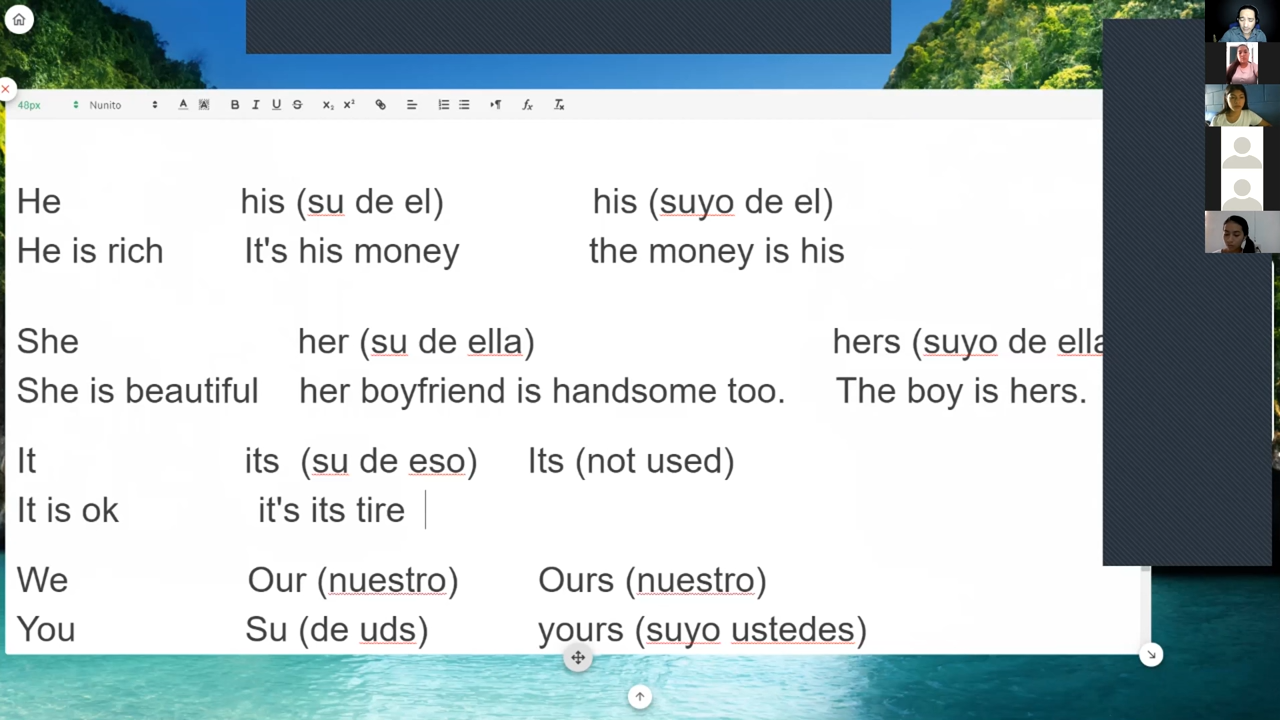 48px Nunito
He his (su de el) his (suyo de el)
He is rich It's his money the money is his
She her (su de ella) hers (suyo de ella
She is beautiful her boyfriend is handsome too. The boy is hers.
It its (su de eso) Its (not used)
It is ok it's its tire
We Our (nuestro) Ours (nuestro)
You Su (de uds) yours (suyo ustedes)